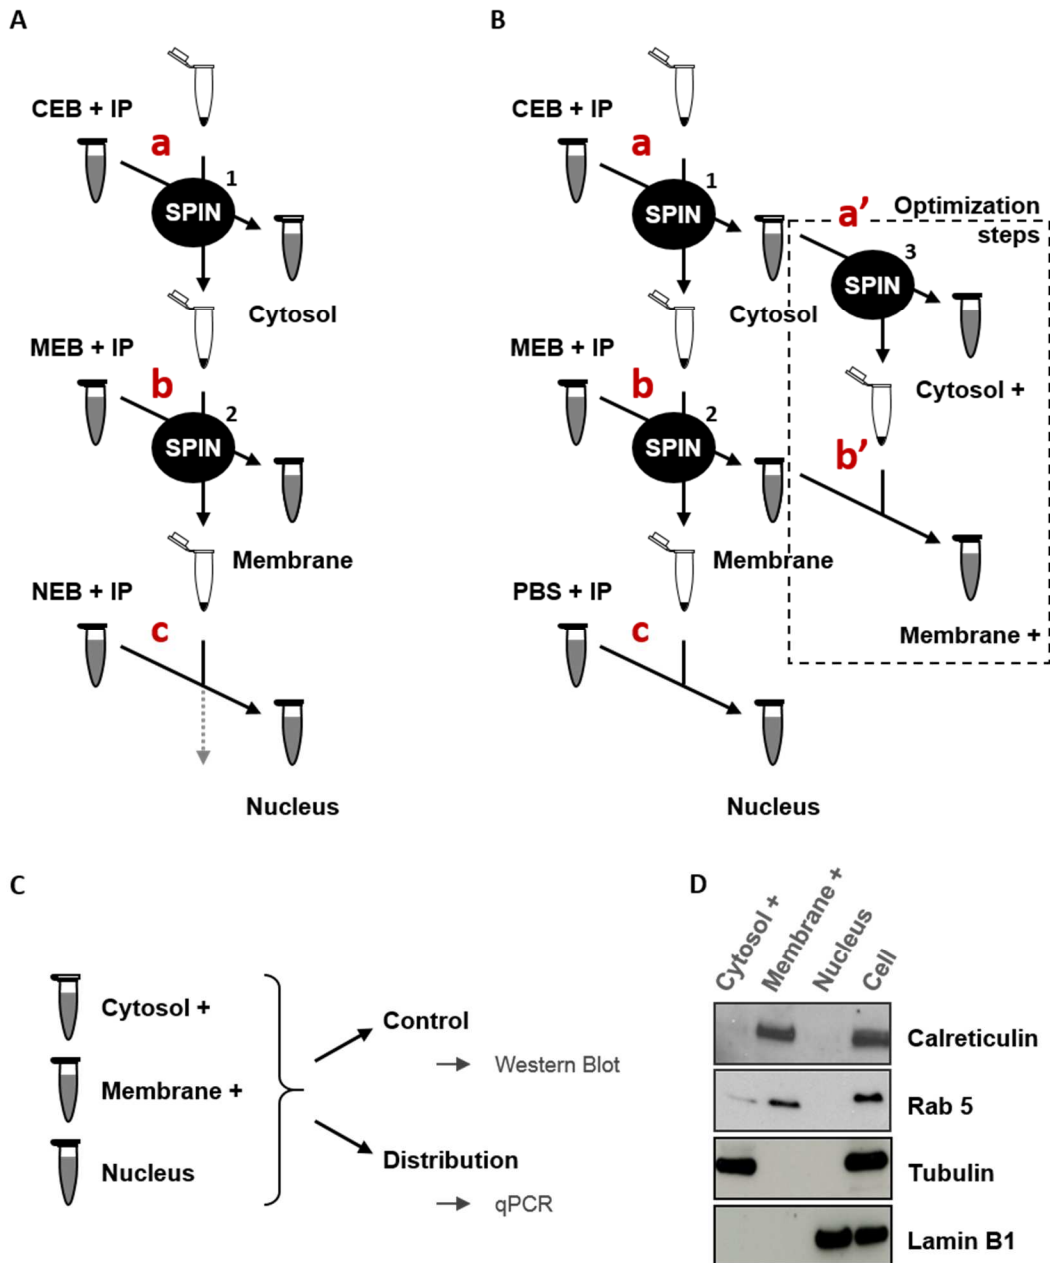 A
CEB + IP
a
1
SPIN
Cytosol
MEB + IP
b
2
SPIN
Membrane
NEB + IP
c
Nucleus
B
CEB + IP
a
1
SPIN
Cytosol
a’
Optimization
steps
3
SPIN
Cytosol +
MEB + IP
b
2
SPIN
Membrane
b’
Membrane +
PBS + IP
c
Nucleus
C
Cytosol +
Membrane +
Nucleus
Control
Western Blot
Distribution
qPCR
D
Cytosol +
Membrane +
Nucleus
Cell
Calreticulin
Rab 5
Tubulin
Lamin B1